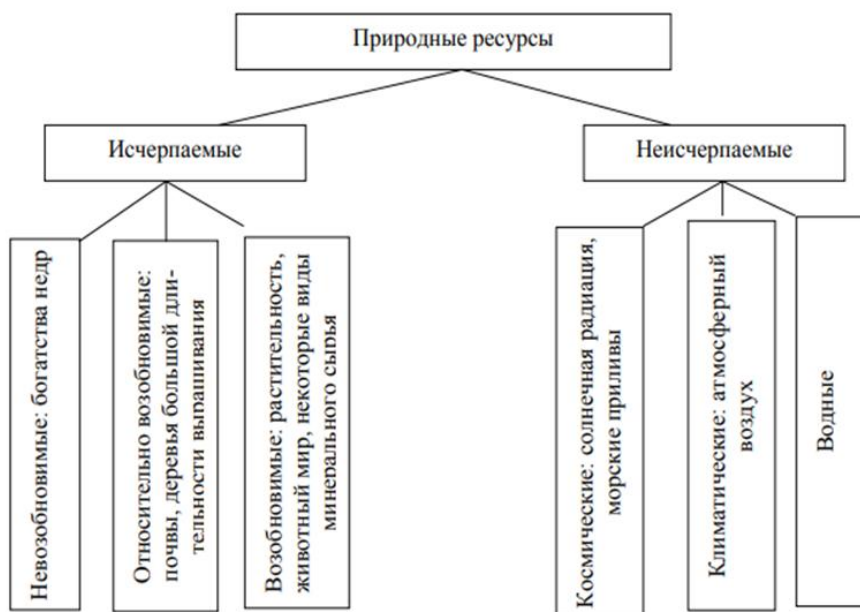 Природные ресурсы
Исчерпаемые
Неисчерпаемые
Невозобновимые: богатства недр
Относительно возобновимые:
почвы, деревья большой дли-
тельности выращивания
Возобновимые: растительность,
животный мир, некоторые виды
минерального сырья
Космические: солнечная радиация,
морские приливы
Климатические: атмосферный
воздух
Водные